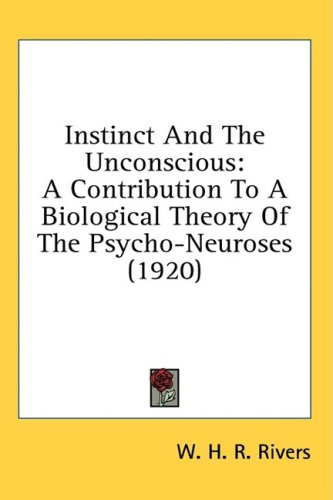 Instinct And The
Unconscious:
A Contribution To A
Biological Theory Of
The Psycho-Neuroses
(1920)
W. H. R. Rivers